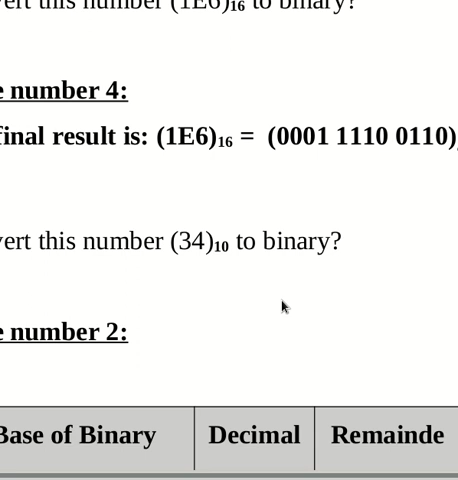 vert this number (1E6)16 to binary?
e number 4:
final result is: (1E6)16 = (0001 1110 0110)
vert this number (34)10 to binary?
e number 2:
Base of Binary Decimal Remainde